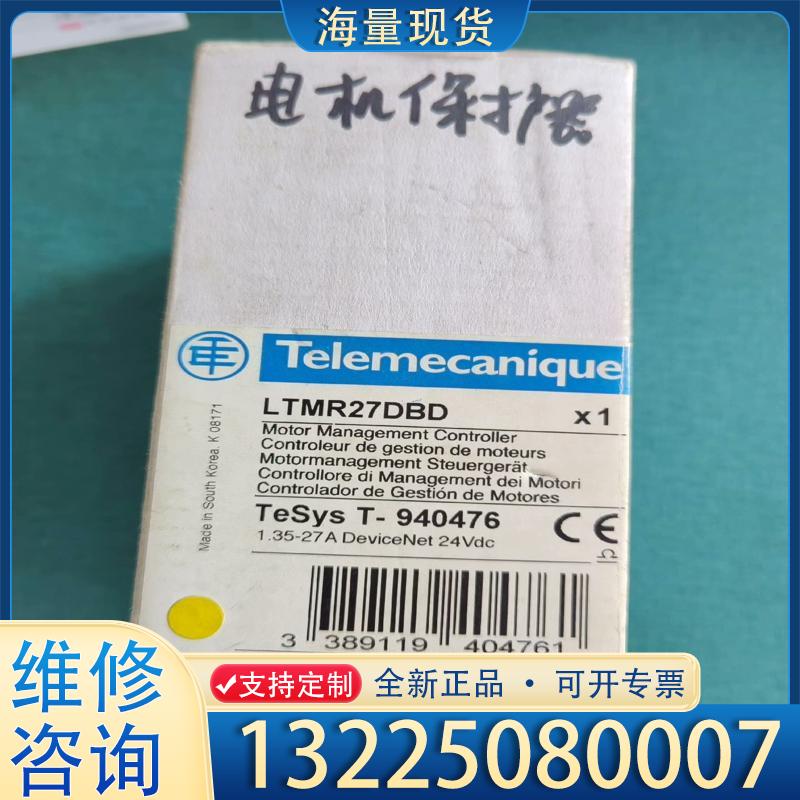 海量现货
电机保护器
Telemecanique
LTMR27DBD x1
Motor Management Controller
Controleur de gestion de moteurs
Motormanagement Steuergerät
Controllore di Management dei Motori
Controlador de Gestión de Motores
TeSys T- 940476
CE
1.35-27A DeviceNet 24Vdc
Made in South Korea. K 08171
3 389119 404761
维修
咨询
支持定制 全新正品 · 可开专票
13225080007